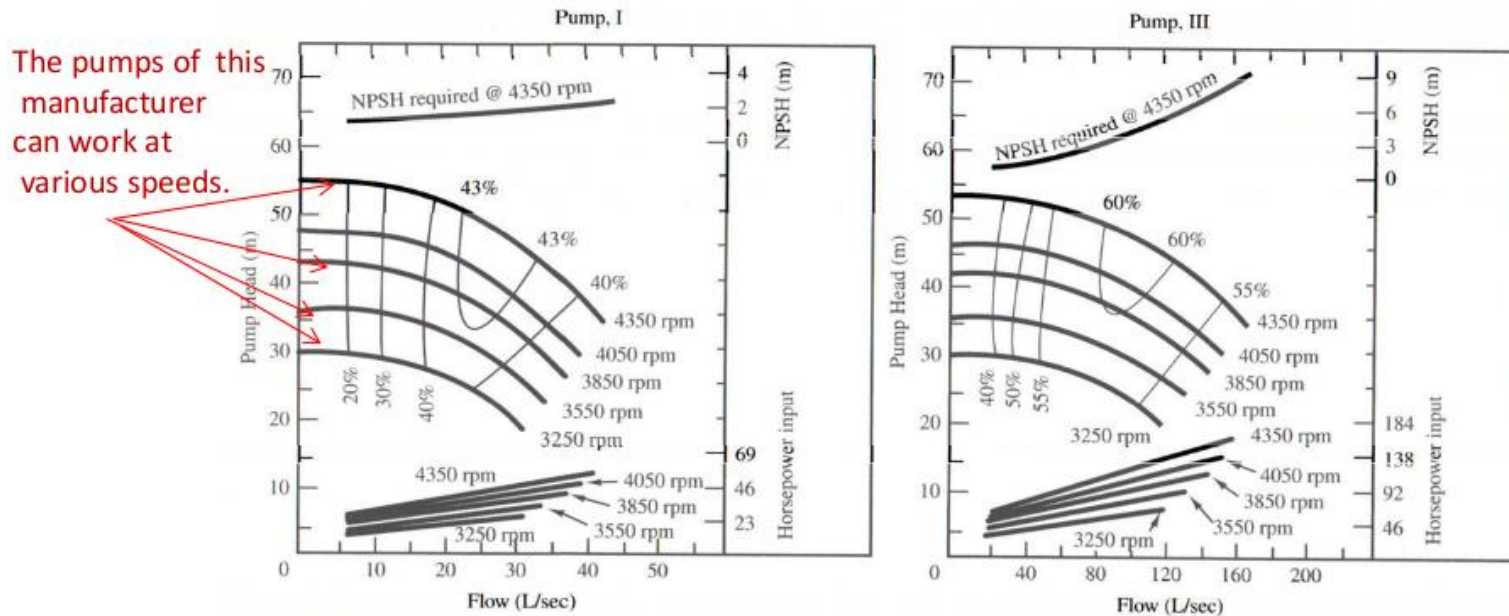 The pumps of this
manufacturer
can work at
various speeds.
Pump, I
70
60
50
40
30
20
10
0
Pump Head (m)
NPSH required @ 4350 rpm
4
2
0
NPSH (m)
43%
43%
40%
4350 rpm
4050 rpm
3850 rpm
3550 rpm
3250 rpm
20%
30%
40%
69
46
23
Horsepower input
4350 rpm
4050 rpm
3850 rpm
3550 rpm
3250 rpm
10
20
30
40
50
Flow (L/sec)
Pump, III
70
60
50
40
30
20
10
0
Pump Head (m)
NPSH required @ 4350 rpm
9
6
3
0
NPSH (m)
60%
60%
55%
4350 rpm
4050 rpm
3850 rpm
3550 rpm
3250 rpm
40%
50%
55%
184
138
92
46
Horsepower input
4350 rpm
4050 rpm
3850 rpm
3550 rpm
3250 rpm
40
80
120
160
200
Flow (L/sec)